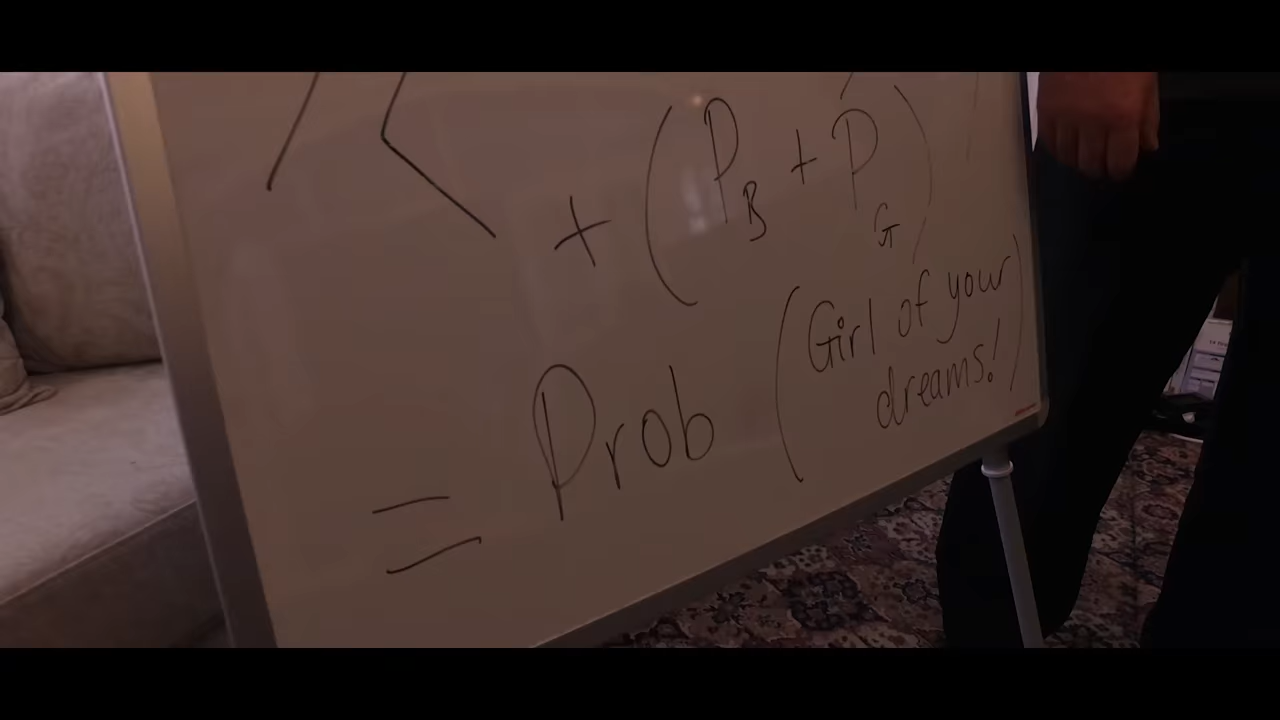 + (P_B + P_G)
= Prob (Girl of your
dreams!)